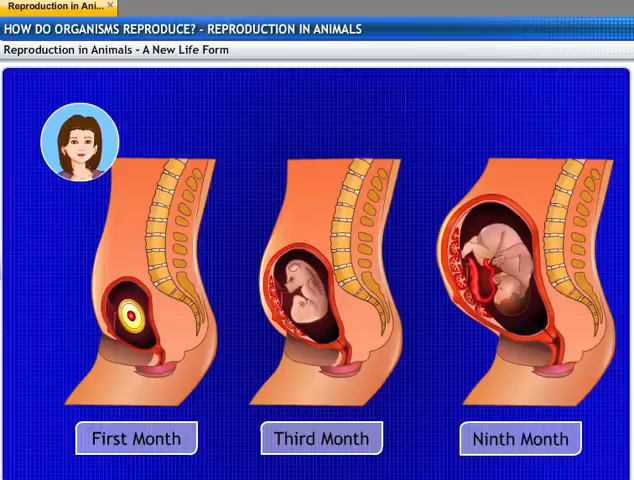 Reproduction in Ani...
HOW DO ORGANISMS REPRODUCE? - REPRODUCTION IN ANIMALS
Reproduction in Animals - A New Life Form
First Month
Third Month
Ninth Month